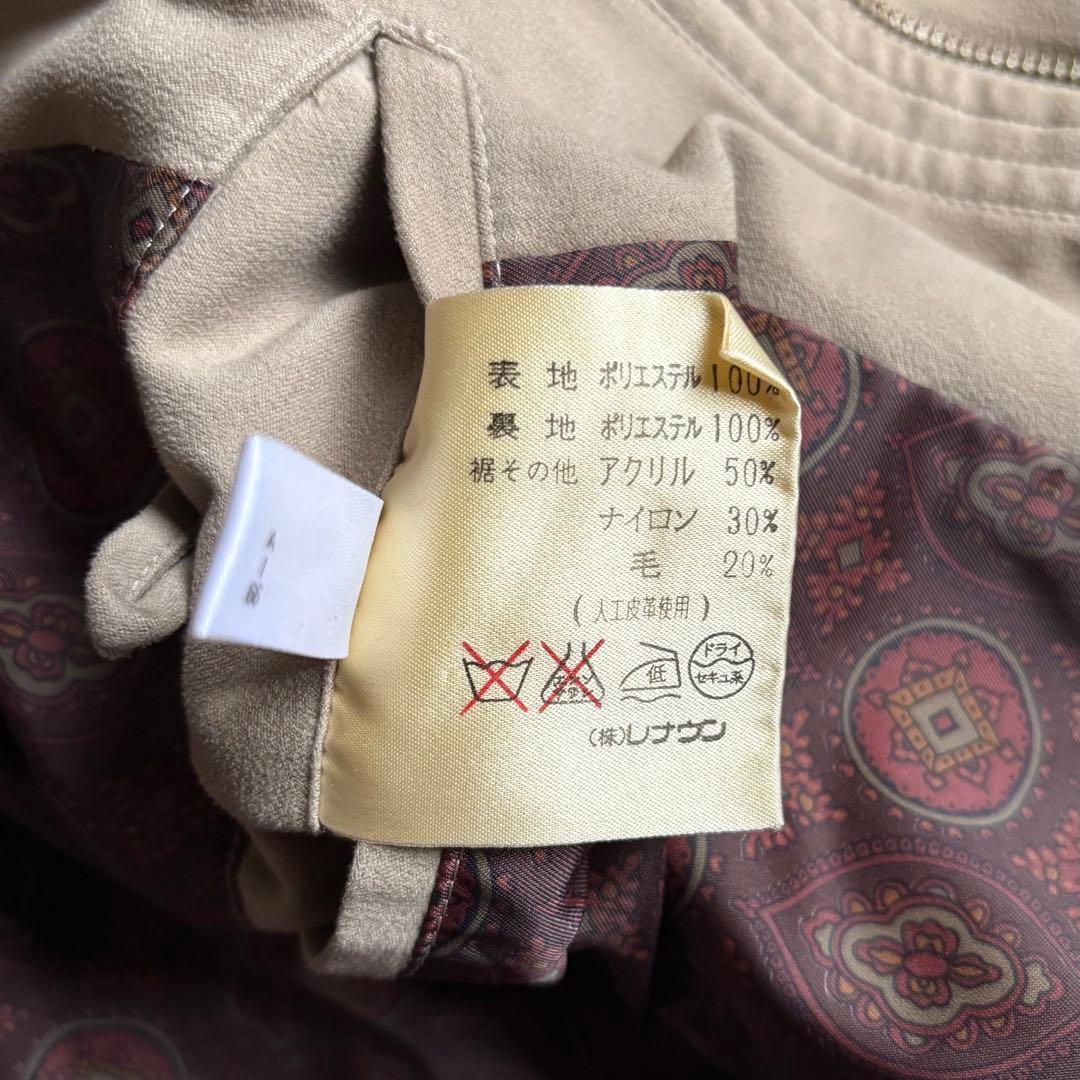 表地 ポリエステル 100%
裏地 ポリエステル 100%
裾その他 アクリル 50%
ナイロン 30%
毛 20%
(人工皮革使用)
低
ドライ
セキユ系
(株)レナウン